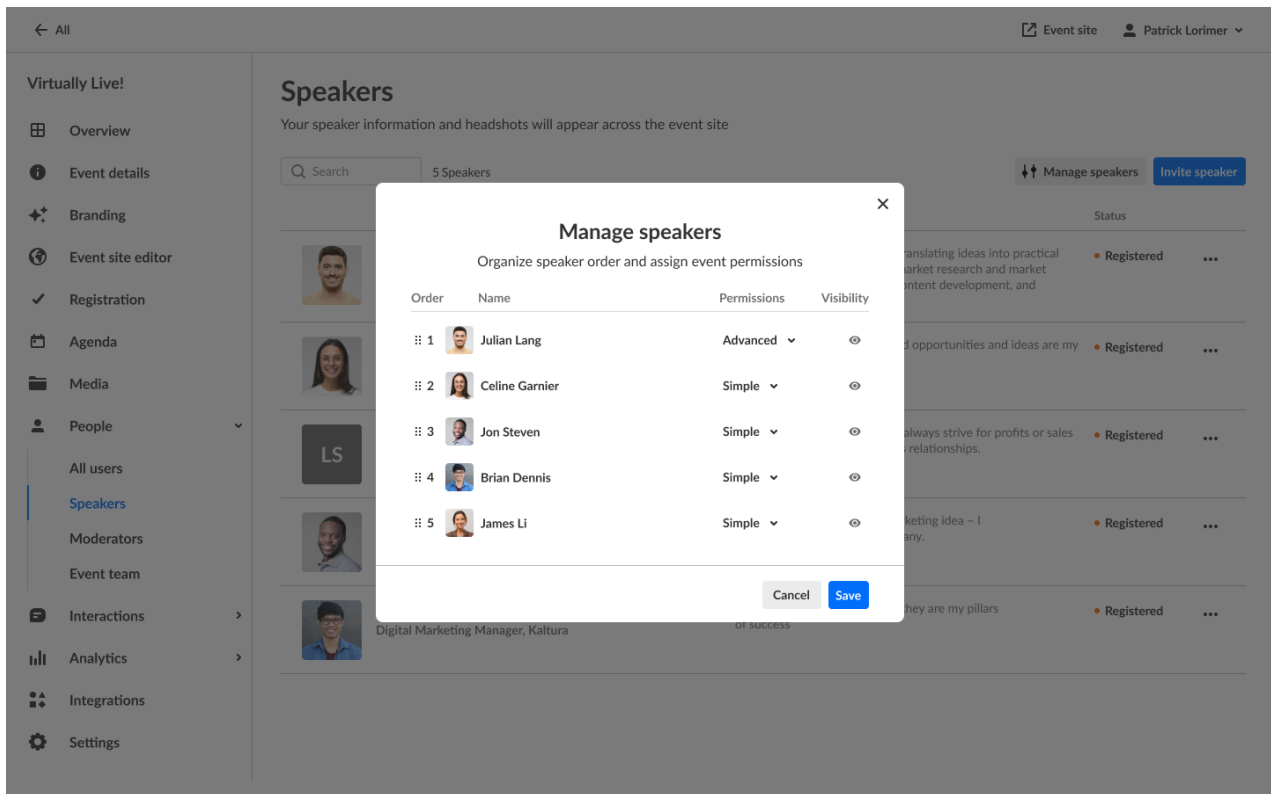 All
Event site
Patrick Lorimer
Virtually Live!
Overview
Event details
Branding
Event site editor
Registration
Agenda
Media
People
All users
Speakers
Moderators
Event team
Interactions
Analytics
Integrations
Settings
Speakers
Your speaker information and headshots will appear across the event site
Search
5 Speakers
Manage speakers
Invite speaker
Status
ideas into practical
market research and market
development, and
Registered
opportunities and ideas are my
Registered
LS
always strive for profits or sales
relationships.
Registered
idea – I
Registered
they are my pillars
of success
Registered
Digital Marketing Manager, Kaltura
Manage speakers
Organize speaker order and assign event permissions
Order Name Permissions Visibility
1 Julian Lang Advanced
2 Celine Garnier Simple
3 Jon Steven Simple
4 Brian Dennis Simple
5 James Li Simple
Cancel
Save